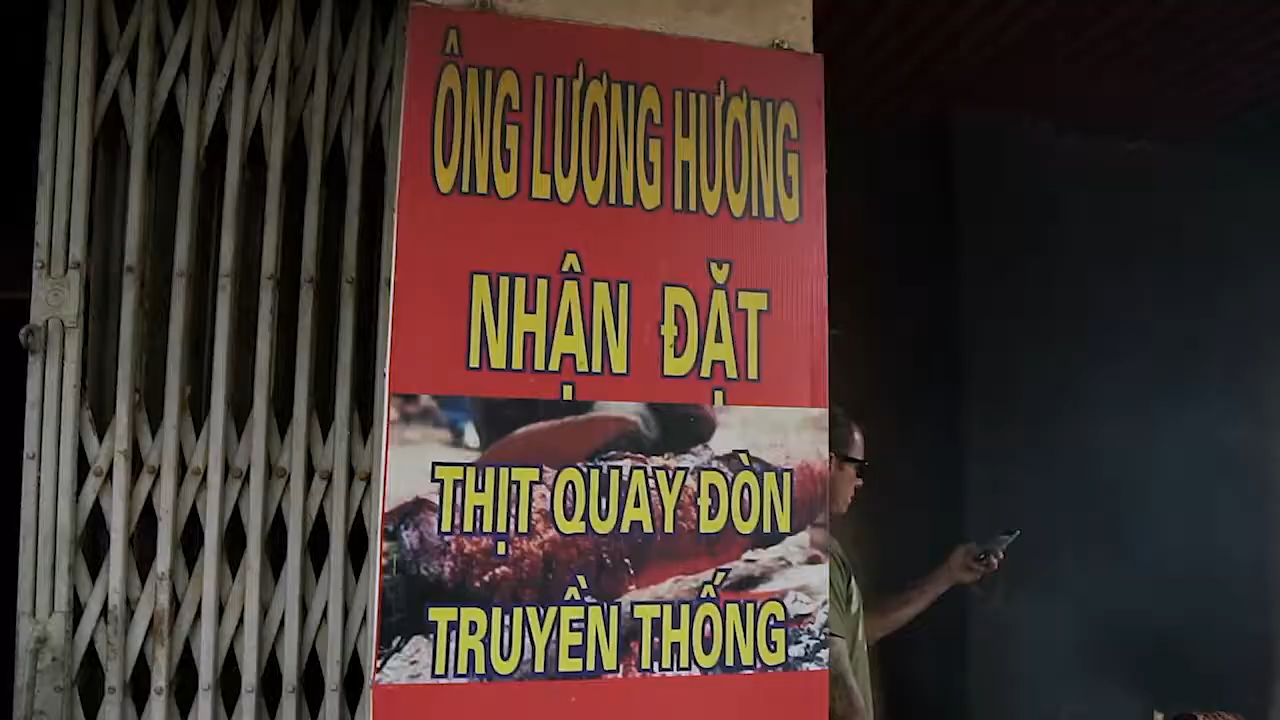 ÔNG LƯƠNG HƯƠNG
NHẬN ĐẶT
THỊT QUAY ĐÒN
TRUYỀN THỐNG